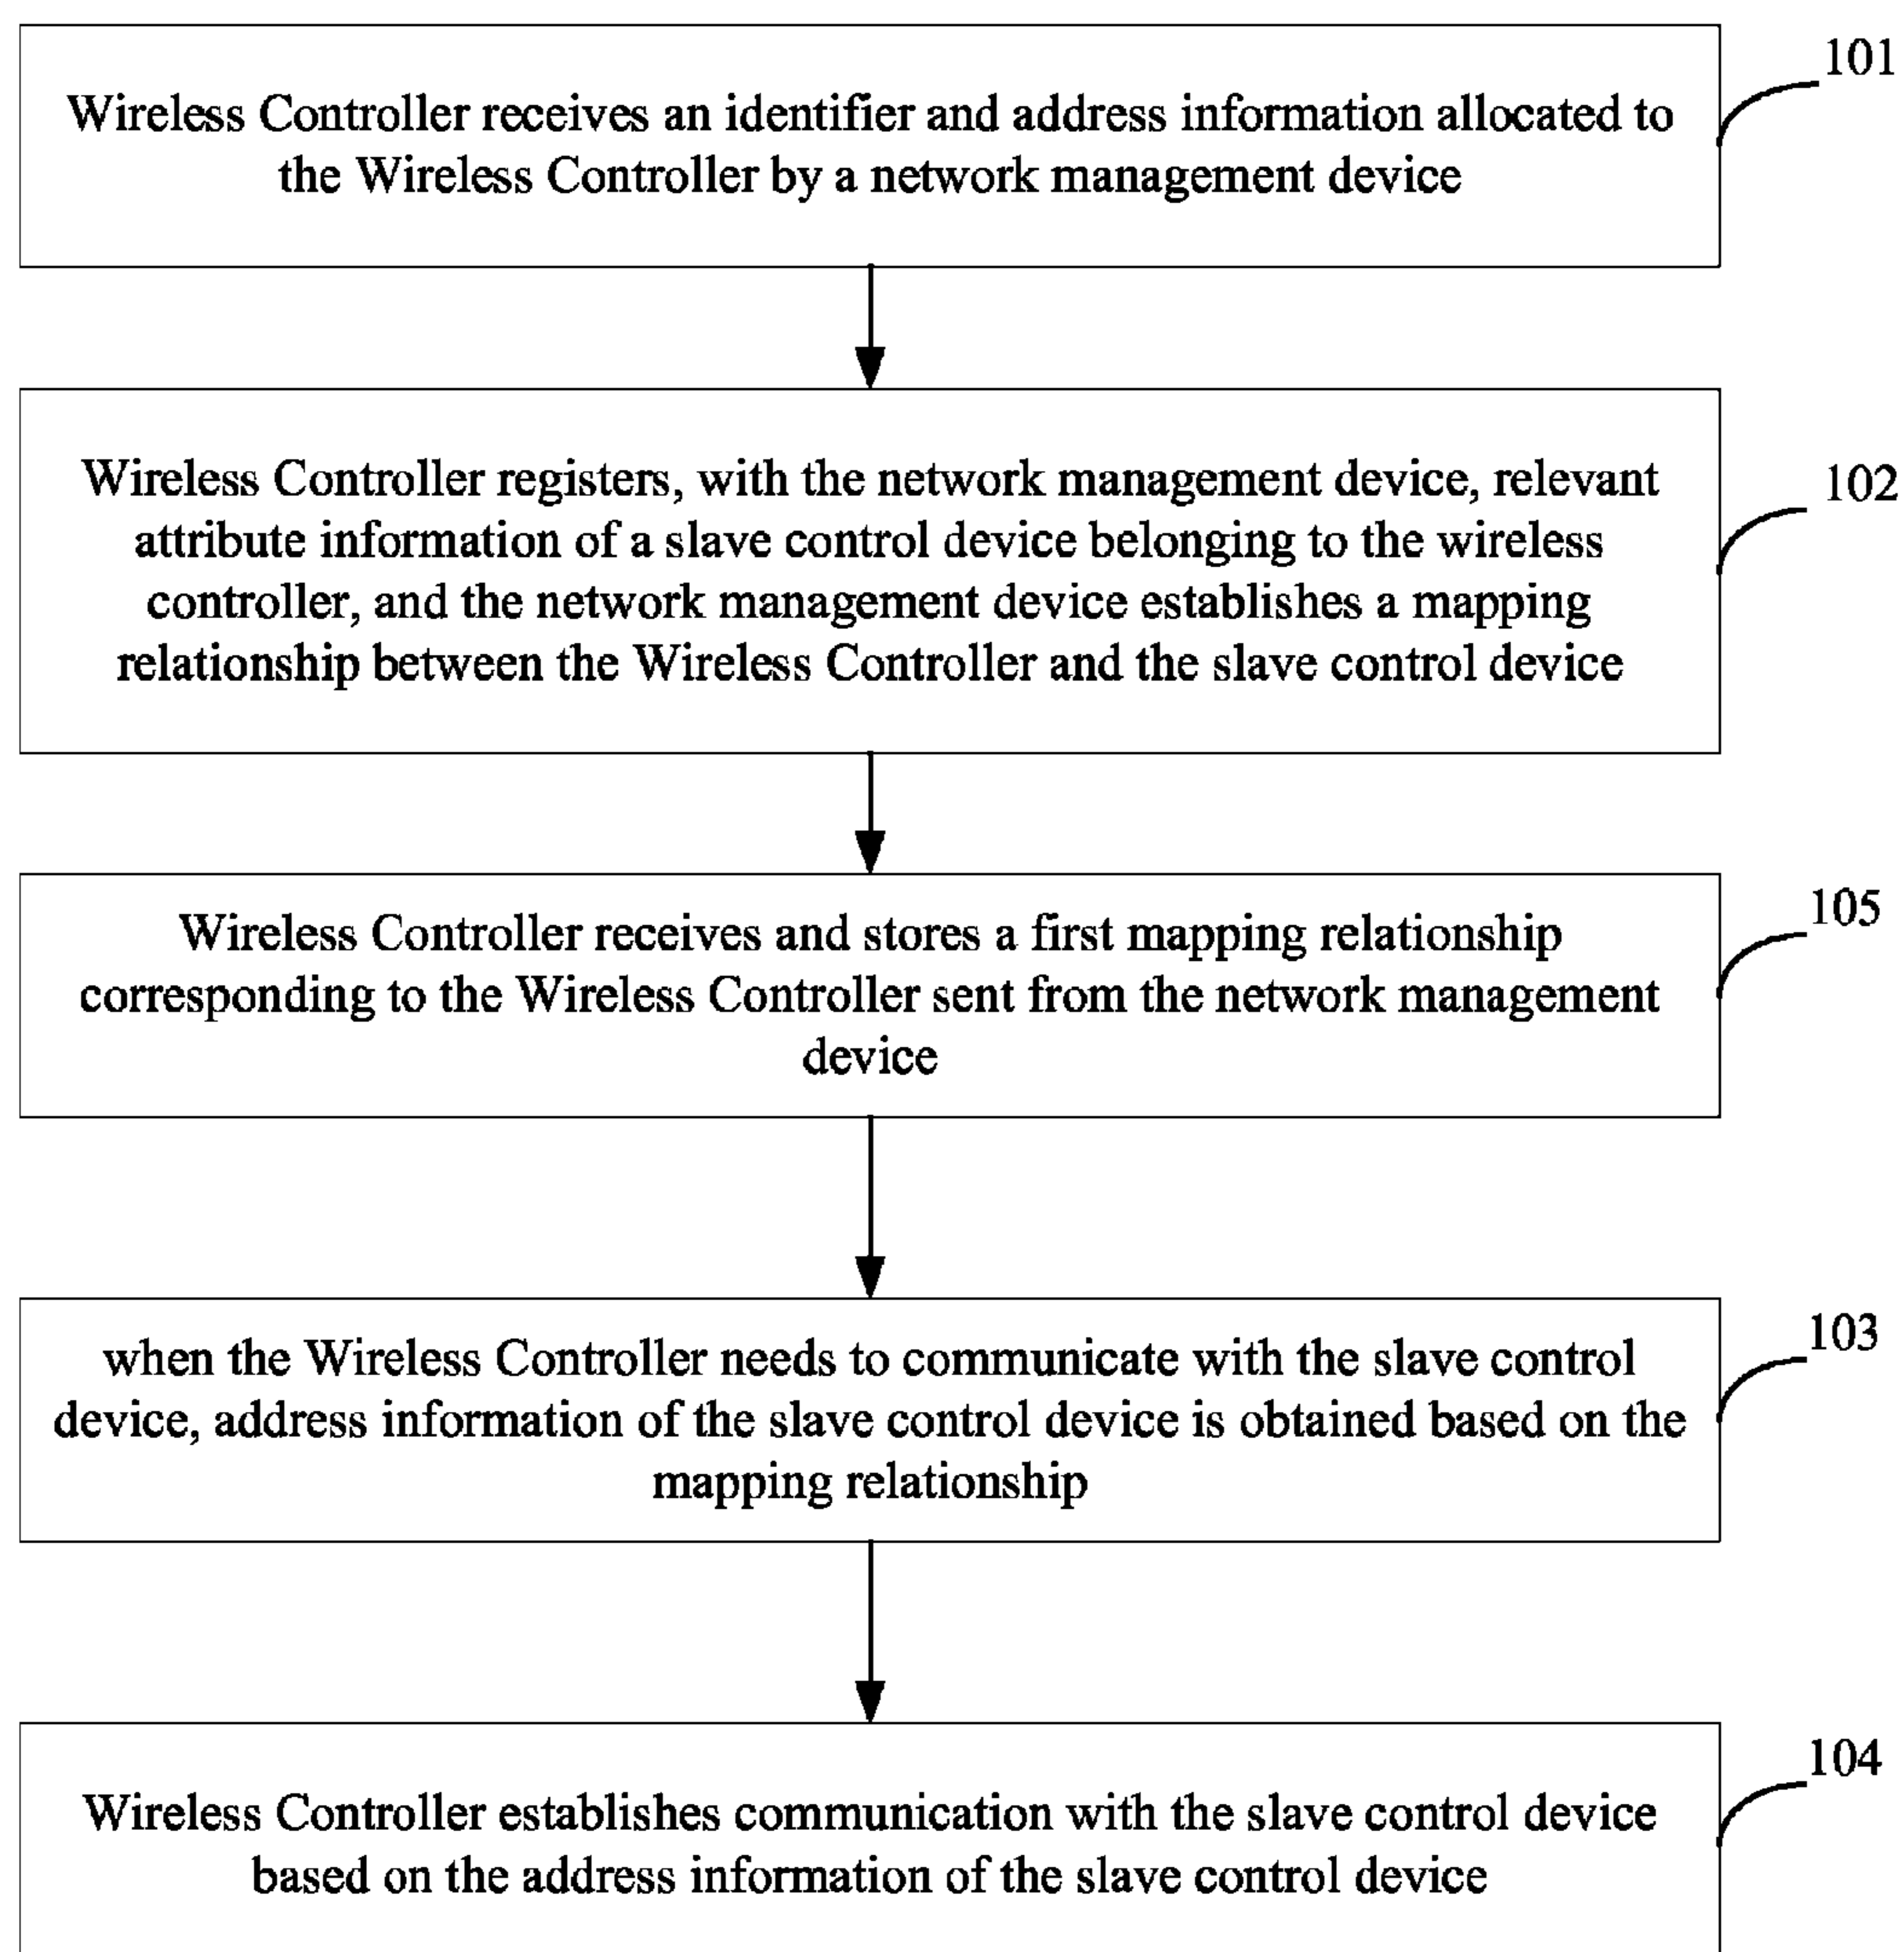 101
Wireless Controller receives an identifier and address information allocated to
the Wireless Controller by a network management device
102
Wireless Controller registers, with the network management device, relevant
attribute information of a slave control device belonging to the wireless
controller, and the network management device establishes a mapping
relationship between the Wireless Controller and the slave control device
105
Wireless Controller receives and stores a first mapping relationship
corresponding to the Wireless Controller sent from the network management
device
103
when the Wireless Controller needs to communicate with the slave control
device, address information of the slave control device is obtained based on the
mapping relationship
104
Wireless Controller establishes communication with the slave control device
based on the address information of the slave control device